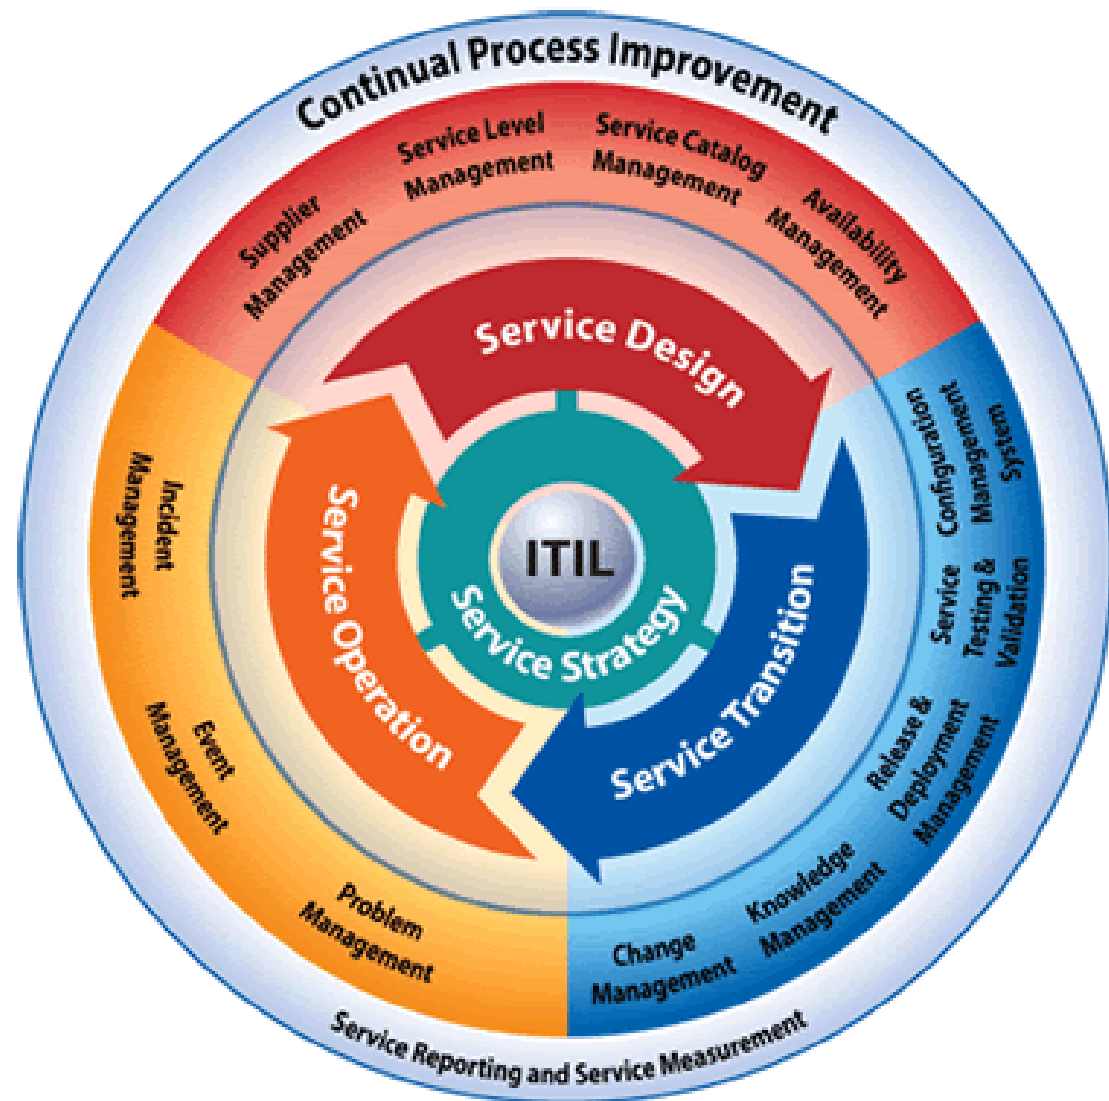 Continual Process Improvement
Supplier
Management
Service Level
Management
Service Catalog
Management
Availability
Management
Service Design
Configuration
Management
System
Service
Testing &
Validation
Release &
Deployment
Management
Knowledge
Management
Change
Management
Service Transition
Problem
Management
Event
Management
Incident
Management
Service Operation
ITIL
Service Strategy
Service Reporting and Service Measurement